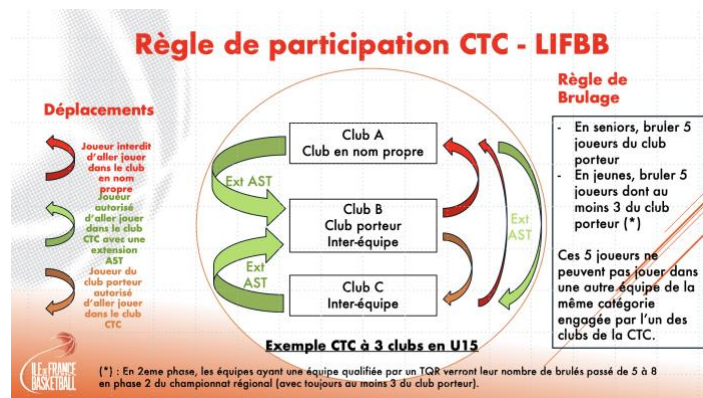 Règle de participation CTC - LIFBB
Déplacements
Joueur interdit
d'aller jouer
dans le club
en nom
propre
Joueur
autorisé
d'aller jouer
dans le club
CTC avec une
extension
AST
Joueur du
club porteur
autorisé
d'aller jouer
dans le club
CTC
Club A
Club en nom propre
Ext AST
Club B
Club porteur
Inter-équipe
Ext
AST
Ext
AST
Club C
Inter-équipe
Exemple CTC à 3 clubs en U15
Règle de
Brulage
- En seniors, bruler 5
joueurs du club
porteur
- En jeunes, bruler 5
joueurs dont au
moins 3 du club
porteur (*)
Ces 5 joueurs ne
peuvent pas jouer dans
une autre équipe de la
même catégorie
engagée par l'un des
clubs de la CTC.
ILE DE FRANCE
BASKETBALL
(*) : En 2eme phase, les équipes ayant une équipe qualifiée par un TQR verront leur nombre de brulés passé de 5 à 8
en phase 2 du championnat régional (avec toujours au moins 3 du club porteur).